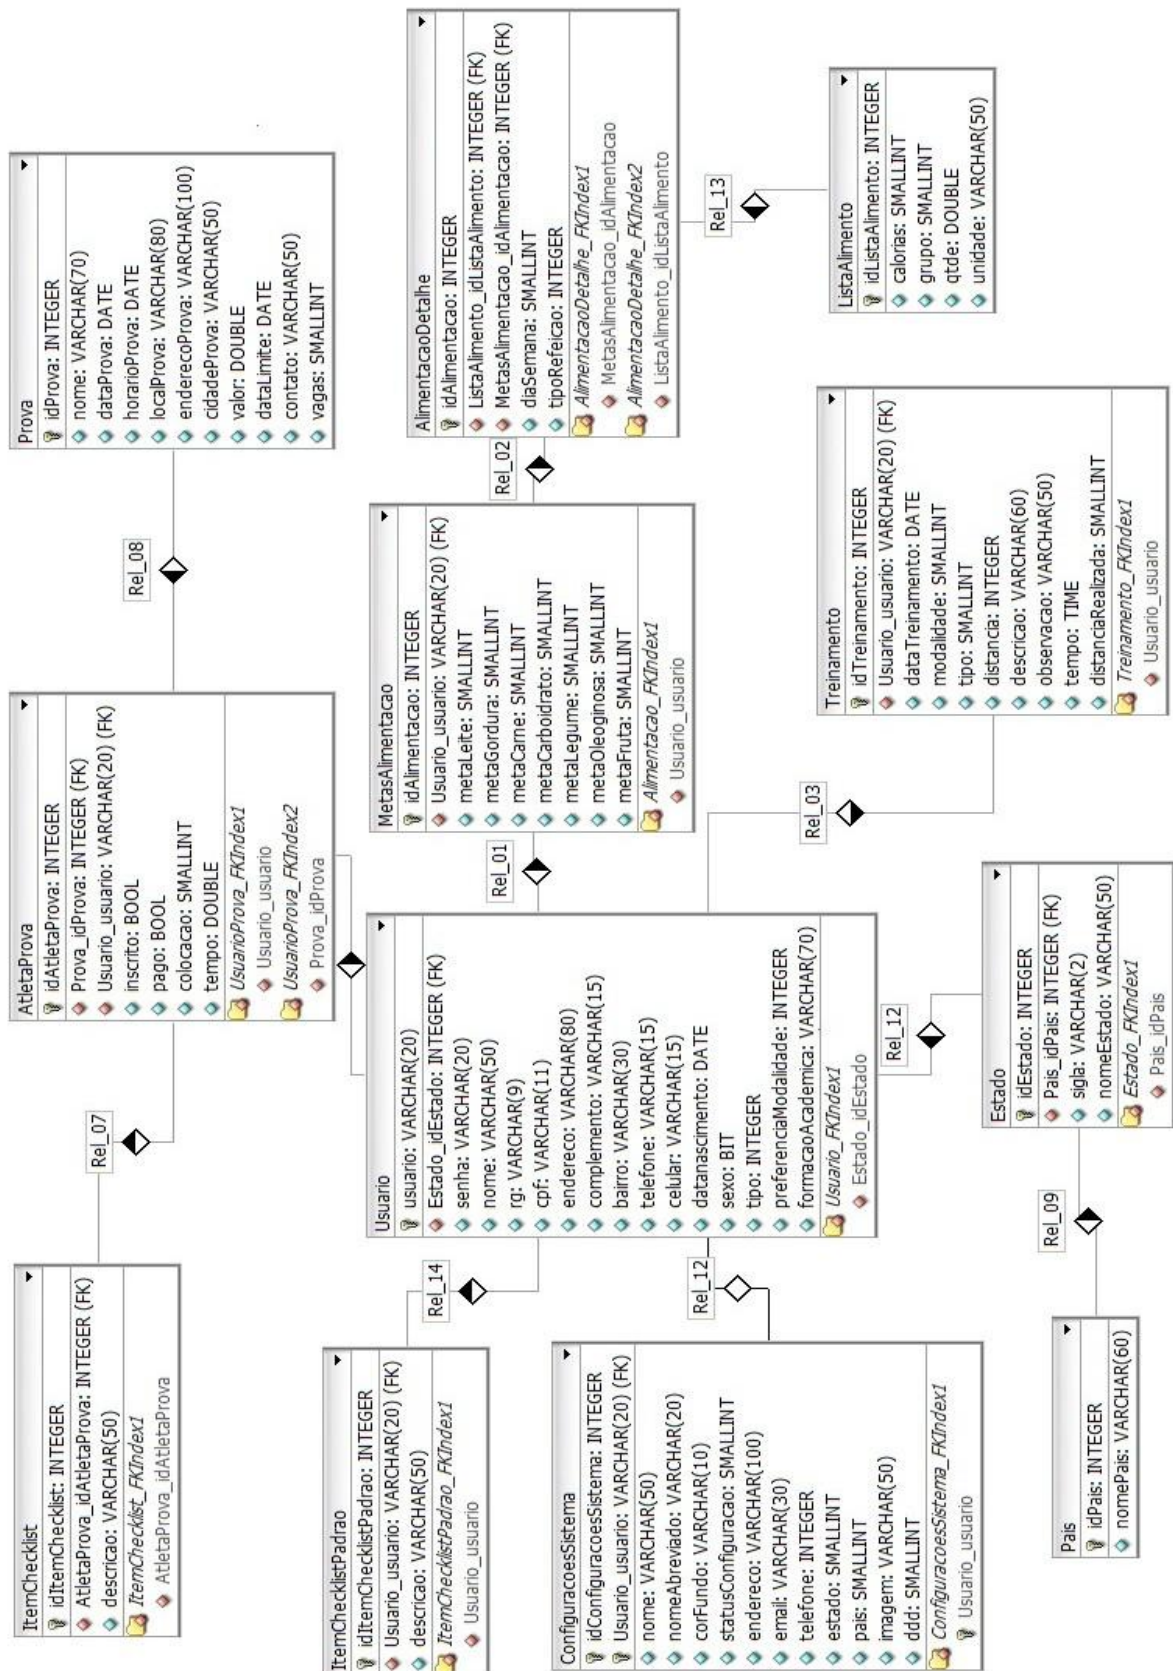 ItemChecklist
idItemChecklist: INTEGER
AtletaProva_idAtletaProva: INTEGER (FK)
descricao: VARCHAR(50)
ItemChecklist_FKIndex1
AtletaProva_idAtletaProva
Rel_07
AtletaProva
idAtletaProva: INTEGER
Prova_idProva: INTEGER (FK)
Usuario_usuario: VARCHAR(20) (FK)
inscrito: BOOL
pago: BOOL
colocacao: SMALLINT
tempo: DOUBLE
UsuarioProva_FKIndex1
Usuario_usuario
UsuarioProva_FKIndex2
Prova_idProva
Rel_08
Prova
idProva: INTEGER
nome: VARCHAR(70)
dataProva: DATE
horarioProva: DATE
localProva: VARCHAR(80)
enderecoProva: VARCHAR(100)
cidadeProva: VARCHAR(50)
valor: DOUBLE
dataLimite: DATE
contato: VARCHAR(50)
vagas: SMALLINT
ItemChecklistPadrao
idItemChecklistPadrao: INTEGER
Usuario_usuario: VARCHAR(20) (FK)
descricao: VARCHAR(50)
ItemChecklistPadrao_FKIndex1
Usuario_usuario
Rel_14
Usuario
usuario: VARCHAR(20)
Estado_idEstado: INTEGER (FK)
senha: VARCHAR(20)
nome: VARCHAR(50)
rg: VARCHAR(9)
cpf: VARCHAR(11)
endereco: VARCHAR(80)
complemento: VARCHAR(15)
bairro: VARCHAR(30)
telefone: VARCHAR(15)
celular: VARCHAR(15)
datanascimento: DATE
sexo: BIT
tipo: INTEGER
preferenciaModalidade: INTEGER
formacaoAcademica: VARCHAR(70)
Usuario_FKIndex1
Estado_idEstado
Rel_01
MetasAlimentacao
idAlimentacao: INTEGER
Usuario_usuario: VARCHAR(20) (FK)
metaLeite: SMALLINT
metaGordura: SMALLINT
metaCarne: SMALLINT
metaCarboidrato: SMALLINT
metaLegume: SMALLINT
metaOleoginosa: SMALLINT
metaFruta: SMALLINT
Alimentacao_FKIndex1
Usuario_usuario
Rel_02
AlimentacaoDetalhe
idAlimentacao: INTEGER
ListaAlimento_idListaAlimento: INTEGER (FK)
MetasAlimentacao_idAlimentacao: INTEGER (FK)
diaSemana: SMALLINT
tipoRefeicao: INTEGER
AlimentacaoDetalhe_FKIndex1
MetasAlimentacao_idAlimentacao
AlimentacaoDetalhe_FKIndex2
ListaAlimento_idListaAlimento
Rel_13
ListaAlimento
idListaAlimento: INTEGER
calorias: SMALLINT
grupo: SMALLINT
qtde: DOUBLE
unidade: VARCHAR(50)
ConfiguracoesSistema
idConfiguracoesSistema: INTEGER
Usuario_usuario: VARCHAR(20) (FK)
nome: VARCHAR(50)
nomeAbreviado: VARCHAR(20)
corFundo: VARCHAR(10)
statusConfiguracao: SMALLINT
endereco: VARCHAR(100)
email: VARCHAR(30)
telefone: INTEGER
estado: SMALLINT
pais: SMALLINT
imagem: VARCHAR(50)
ddd: SMALLINT
ConfiguracoesSistema_FKIndex1
Usuario_usuario
Rel_12
Rel_12
Rel_03
Treinamento
idTreinamento: INTEGER
Usuario_usuario: VARCHAR(20) (FK)
dataTreinamento: DATE
modalidade: SMALLINT
tipo: SMALLINT
distancia: INTEGER
descricao: VARCHAR(60)
observacao: VARCHAR(50)
tempo: TIME
distanciaRealizada: SMALLINT
Treinamento_FKIndex1
Usuario_usuario
Pais
idPais: INTEGER
nomePais: VARCHAR(60)
Rel_09
Estado
idEstado: INTEGER
Pais_idPais: INTEGER (FK)
sigla: VARCHAR(2)
nomeEstado: VARCHAR(50)
Estado_FKIndex1
Pais_idPais